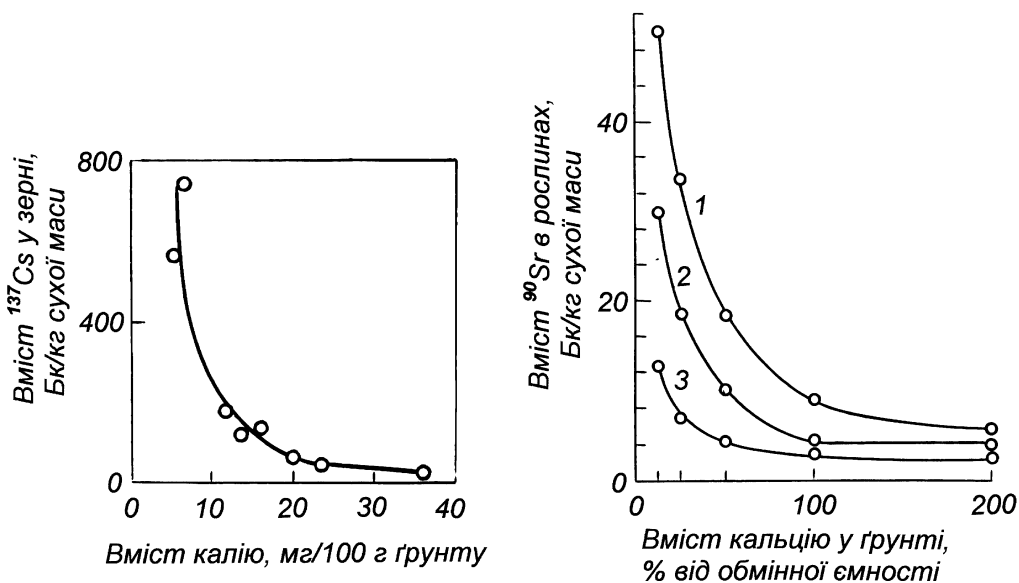 Вміст ¹³⁷Cs у зерні,
Бк/кг сухої маси
800
400
0
0
10
20
30
40
Вміст калію, мг/100 г ґрунту
Вміст ⁹⁰Sr в рослинах,
Бк/кг сухої маси
40
20
0
1
2
3
0
100
200
Вміст кальцію у ґрунті,
% від обмінної ємності